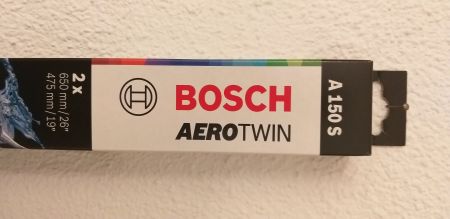 2 x
650 mm/26"
475 mm/19"
BOSCH
AEROTWIN
A 150 S